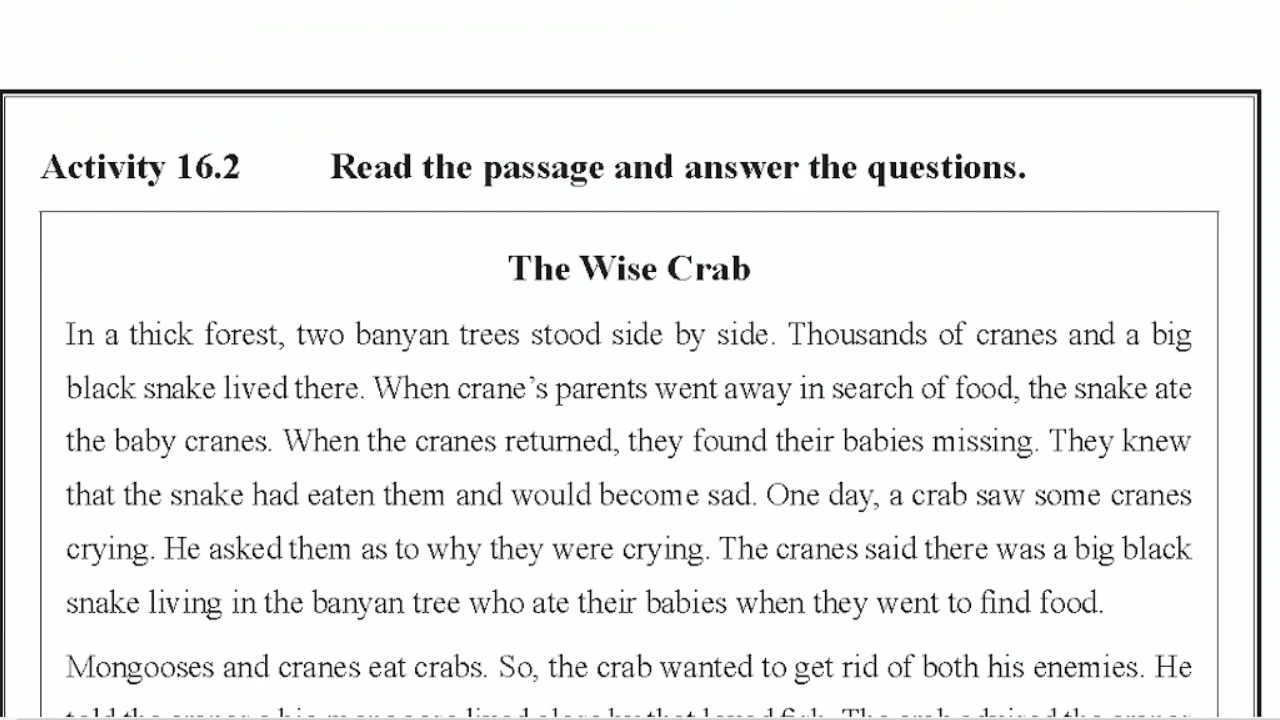 Activity 16.2 Read the passage and answer the questions.
The Wise Crab
In a thick forest, two banyan trees stood side by side. Thousands of cranes and a big
black snake lived there. When crane’s parents went away in search of food, the snake ate
the baby cranes. When the cranes returned, they found their babies missing. They knew
that the snake had eaten them and would become sad. One day, a crab saw some cranes
crying. He asked them as to why they were crying. The cranes said there was a big black
snake living in the banyan tree who ate their babies when they went to find food.
Mongooses and cranes eat crabs. So, the crab wanted to get rid of both his enemies. He